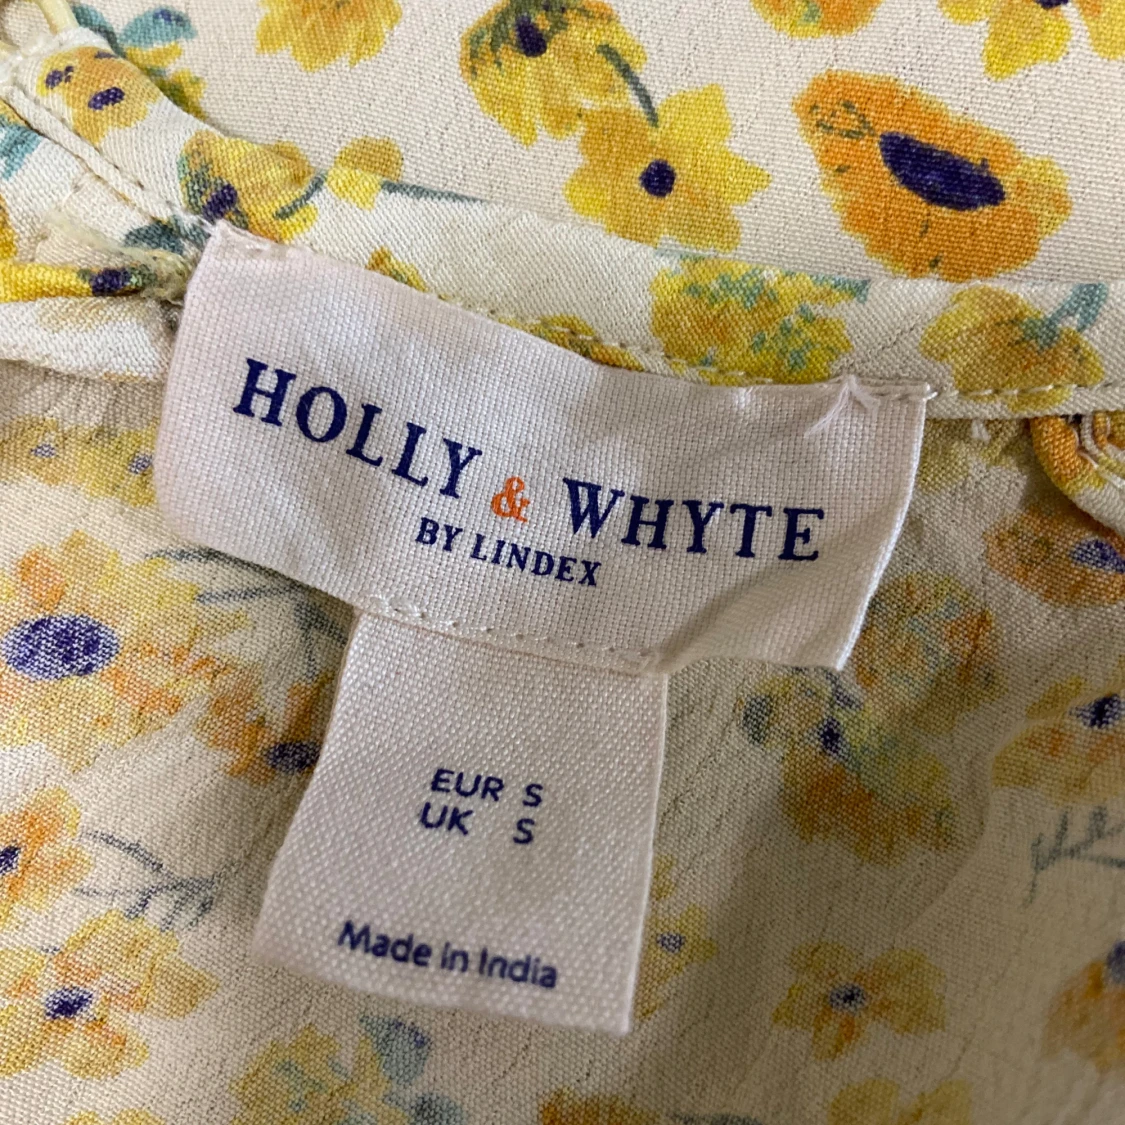 HOLLY & WHYTE
BY LINDEX
EUR S
UK S
Made in India